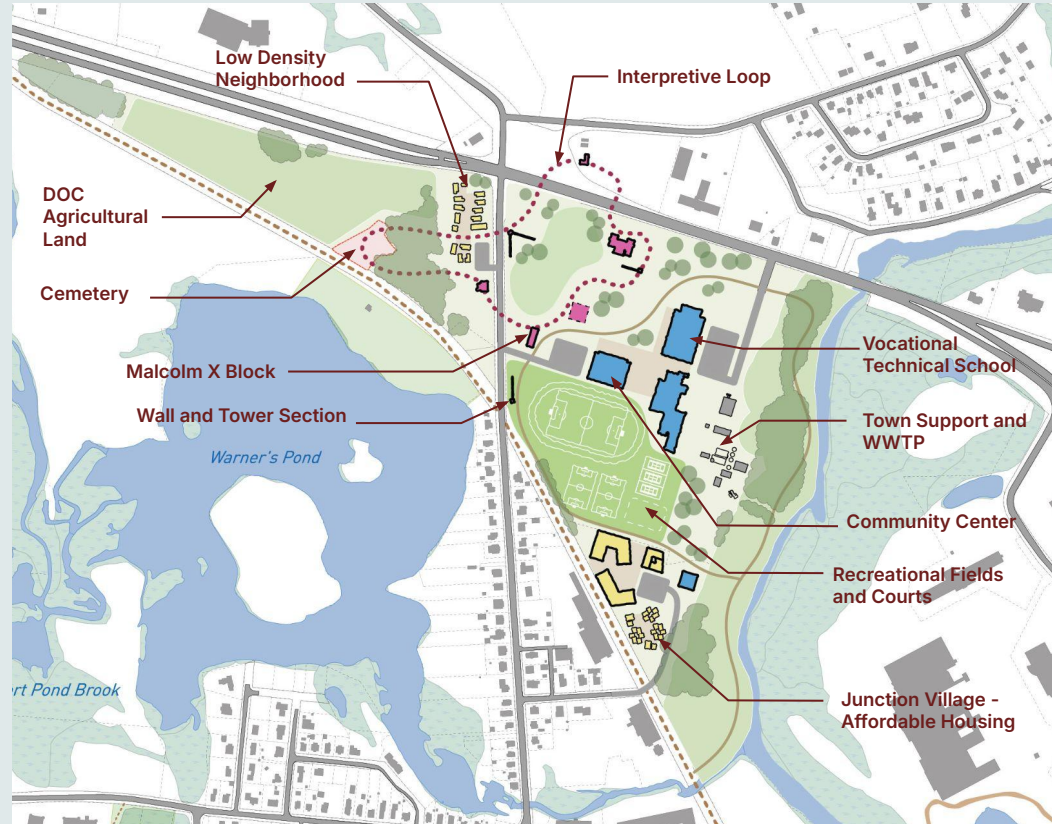 Low Density
Neighborhood
Interpretive Loop
DOC
Agricultural
Land
Cemetery
Malcolm X Block
Vocational
Technical School
Wall and Tower Section
Town Support and
WWTP
Warner's Pond
Community Center
Recreational Fields
and Courts
ort Pond Brook
Junction Village -
Affordable Housing